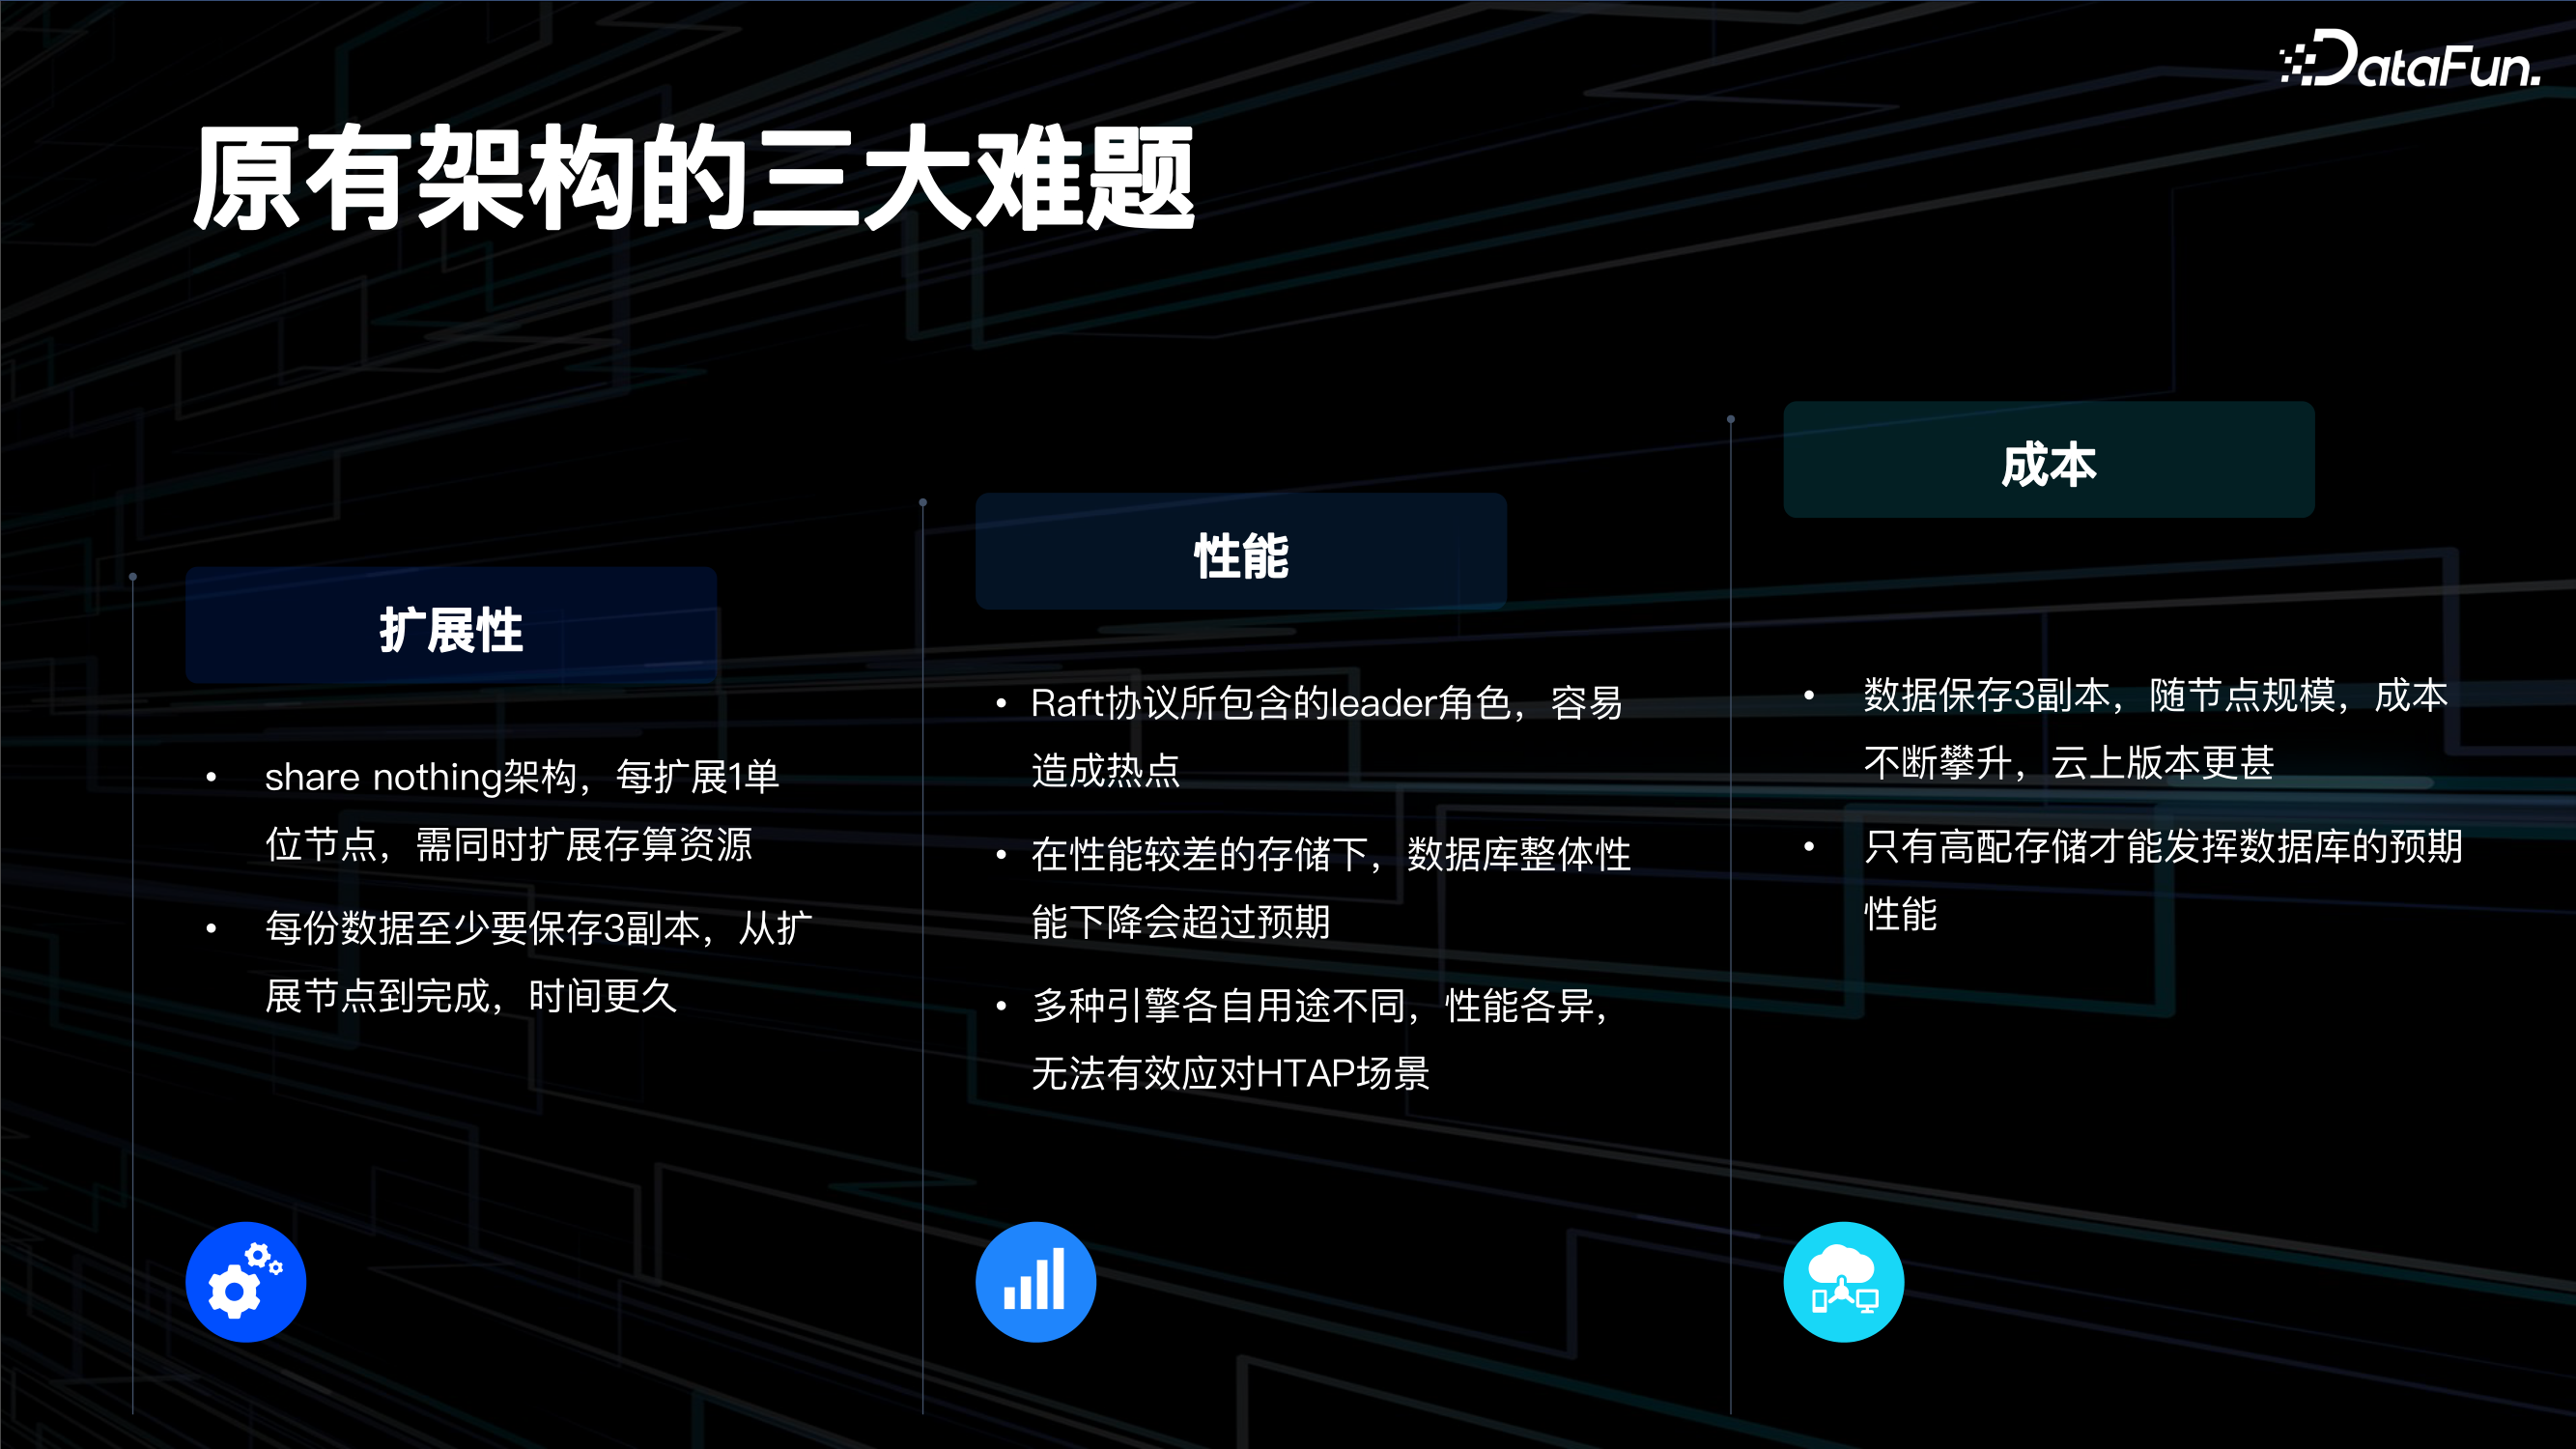 DataFun.
原有架构的三大难题
扩展性
share nothing架构，每扩展1单
位节点，需同时扩展存算资源
每份数据至少要保存3副本，从扩
展节点到完成，时间更久
性能
Raft协议所包含的leader角色，容易
造成热点
在性能较差的存储下，数据库整体性
能下降会超过预期
多种引擎各自用途不同，性能各异，
无法有效应对HTAP场景
成本
数据保存3副本，随节点规模，成本
不断攀升，云上版本更甚
只有高配存储才能发挥数据库的预期
性能